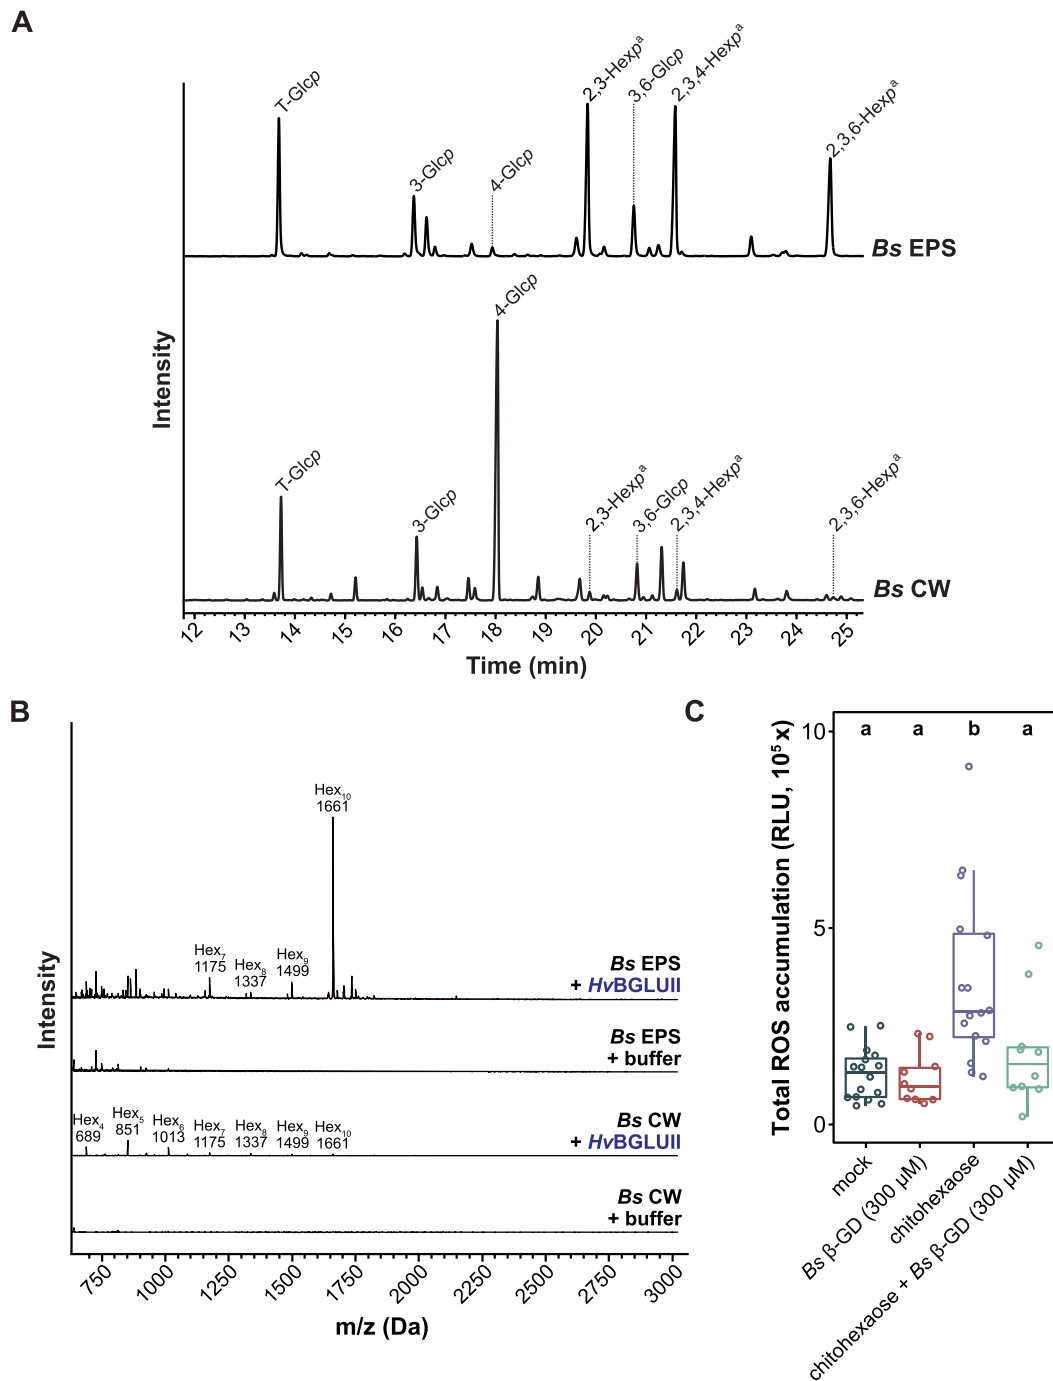 A
T-Glcp
3-Glcp
4-Glcp
2,3-Hexpᵃ
3,6-Glcp
2,3,4-Hexpᵃ
2,3,6-Hexpᵃ
Bs EPS
Intensity
T-Glcp
3-Glcp
4-Glcp
2,3-Hexpᵃ
3,6-Glcp
2,3,4-Hexpᵃ
2,3,6-Hexpᵃ
Bs CW
12 13 14 15 16 17 18 19 20 21 22 23 24 25
Time (min)
B
Intensity
Hex₇
1175
Hex₈
1337
Hex₉
1499
Hex₁₀
1661
Bs EPS
+ HvBGLUII
Bs EPS
+ buffer
Hex₄
689
Hex₅
851
Hex₆
1013
Hex₇
1175
Hex₈
1337
Hex₉
1499
Hex₁₀
1661
Bs CW
+ HvBGLUII
Bs CW
+ buffer
750 1000 1250 1500 1750 2000 2250 2500 2750 3000
m/z (Da)
C
Total ROS accumulation (RLU, 10⁵ x)
10
5
0
a a b a
mock
Bs β-GD (300 µM)
chitohexaose
chitohexaose + Bs β-GD (300 µM)